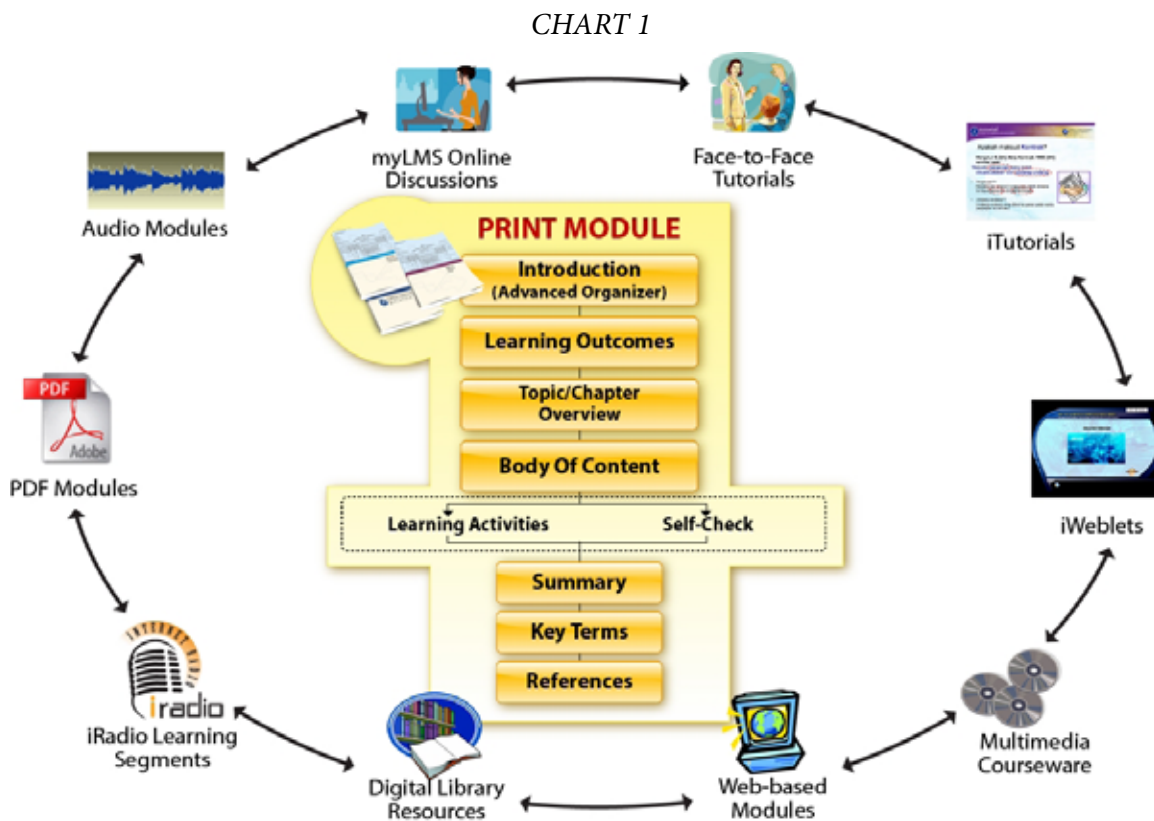 CHART 1
myLMS Online
Discussions
Face-to-Face
Tutorials
Audio Modules
iTutorials
PRINT MODULE
Introduction
(Advanced Organizer)
Learning Outcomes
Topic/Chapter
Overview
Body Of Content
Learning Activities
Self-Check
Summary
Key Terms
References
PDF
Adobe
PDF Modules
iWeblets
INTERNET RADIO
iradio
iRadio Learning
Segments
Digital Library
Resources
Web-based
Modules
Multimedia
Courseware